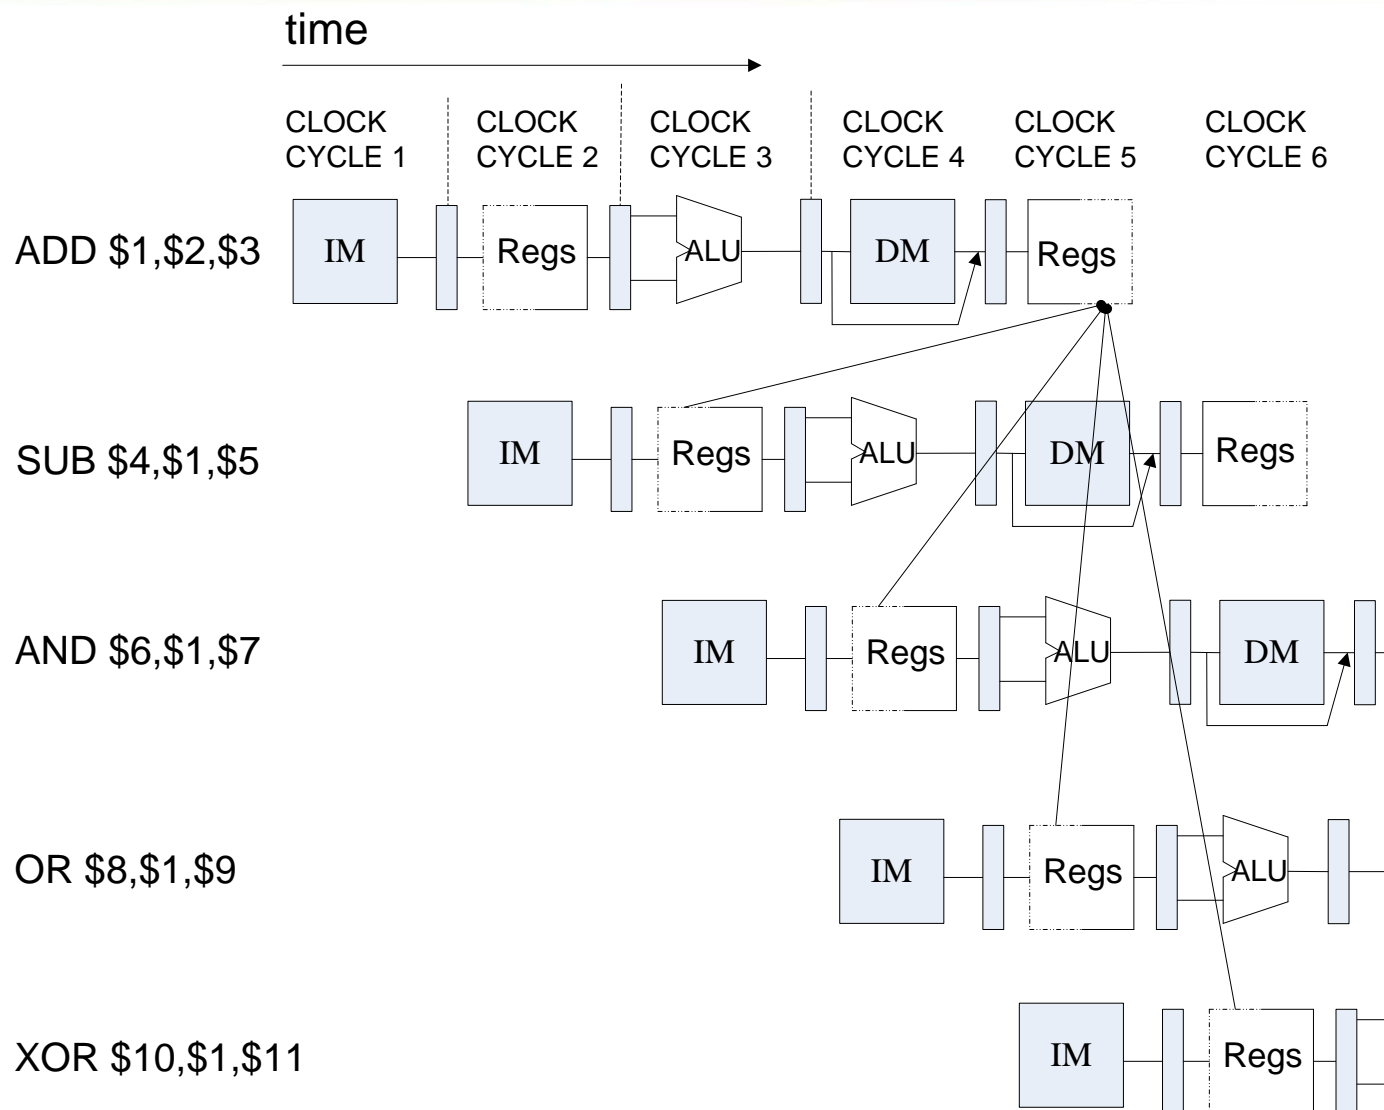 time
CLOCK CYCLE 1
CLOCK CYCLE 2
CLOCK CYCLE 3
CLOCK CYCLE 4
CLOCK CYCLE 5
CLOCK CYCLE 6
ADD $1,$2,$3
IM
Regs
ALU
DM
Regs
SUB $4,$1,$5
IM
Regs
ALU
DM
Regs
AND $6,$1,$7
IM
Regs
ALU
DM
OR $8,$1,$9
IM
Regs
ALU
XOR $10,$1,$11
IM
Regs